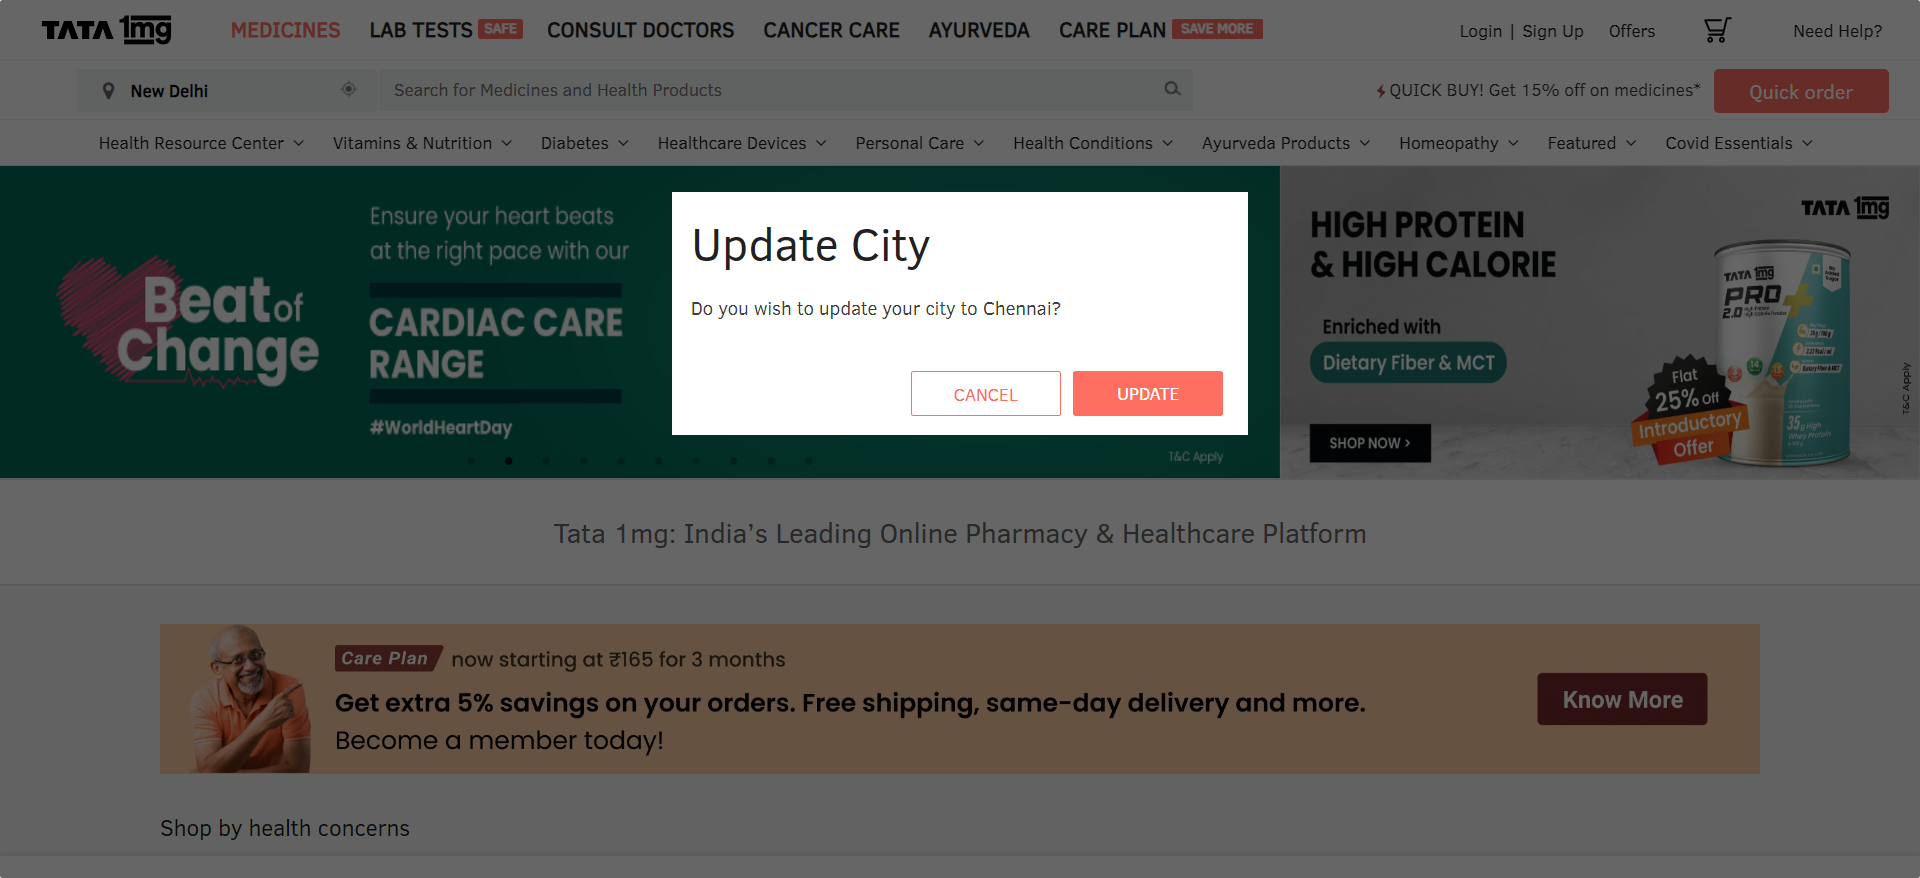 TATA 1mg
MEDICINES LAB TESTS SAFE CONSULT DOCTORS CANCER CARE AYURVEDA CARE PLAN SAVE MORE
Login | Sign Up Offers Need Help?
New Delhi
Search for Medicines and Health Products
QUICK BUY! Get 15% off on medicines*
Quick order
Health Resource Center Vitamins & Nutrition Diabetes Healthcare Devices Personal Care Health Conditions Ayurveda Products Homeopathy Featured Covid Essentials
Beat of
Change
Ensure your heart beats
at the right pace with our
CARDIAC CARE
RANGE
#WorldHeartDay
T&C Apply
Update City
Do you wish to update your city to Chennai?
CANCEL
UPDATE
HIGH PROTEIN
& HIGH CALORIE
Enriched with
Dietary Fiber & MCT
SHOP NOW ›
TATA 1mg
TATA 1mg
PRO+
2.0
35g High
Whey Protein
Flat
25% Off
Introductory
Offer
T&C Apply
Tata 1mg: India’s Leading Online Pharmacy & Healthcare Platform
Care Plan now starting at ₹165 for 3 months
Get extra 5% savings on your orders. Free shipping, same-day delivery and more.
Become a member today!
Know More
Shop by health concerns